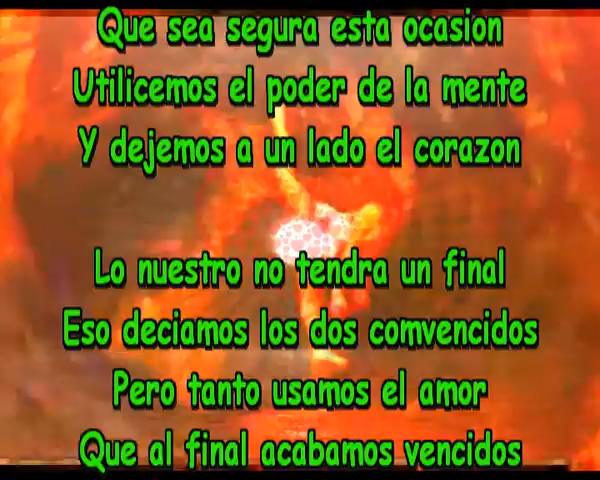 Que sea segura esta ocasion
Utilicemos el poder de la mente
Y dejemos a un lado el corazon
Lo nuestro no tendra un final
Eso deciamos los dos comvencidos
Pero tanto usamos el amor
Que al final acabamos vencidos